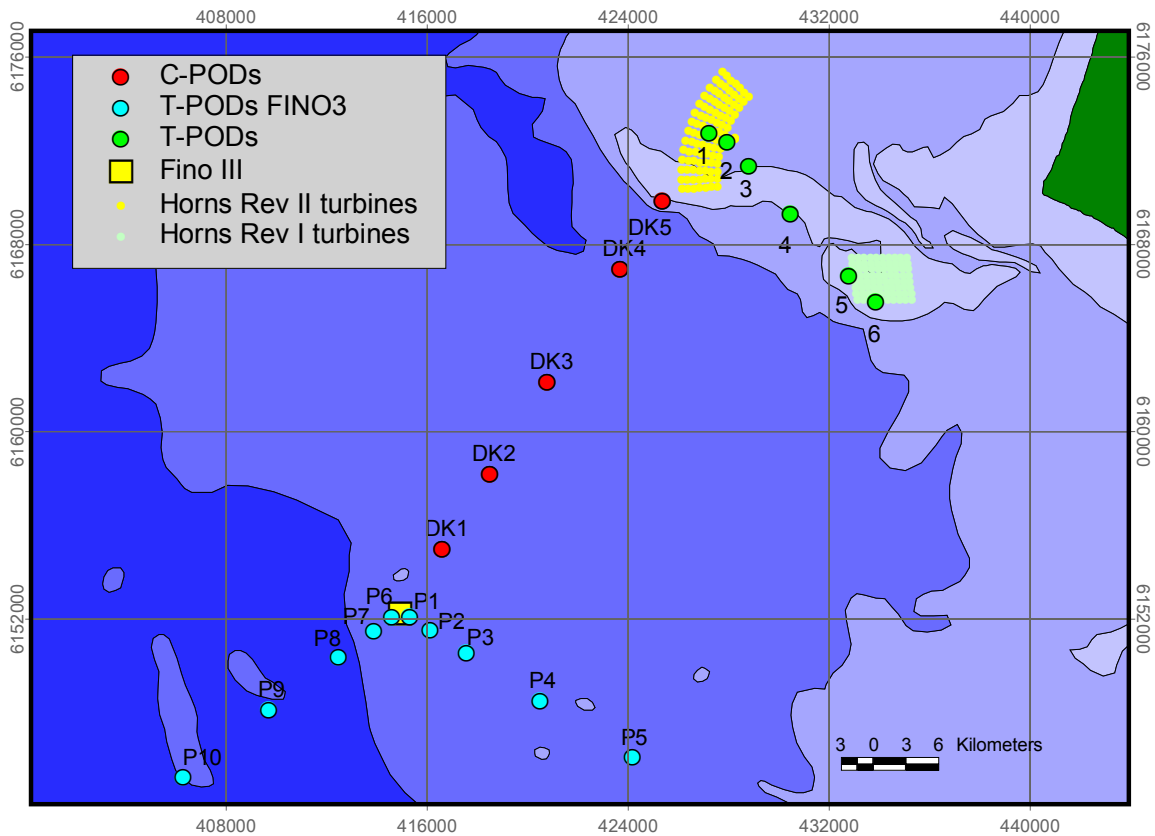 408000 416000 424000 432000 440000
6176000 6176000
C-PODs
T-PODs FINO3
T-PODs
Fino III
Horns Rev II turbines
Horns Rev I turbines
1
2
3
DK5
4
6168000 6168000
DK4
5
6
DK3
6160000 6160000
DK2
DK1
P6 P1
6152000 6152000
P7 P2
P8 P3
P4
P9
P5
3 0 3 6 Kilometers
P10
408000 416000 424000 432000 440000